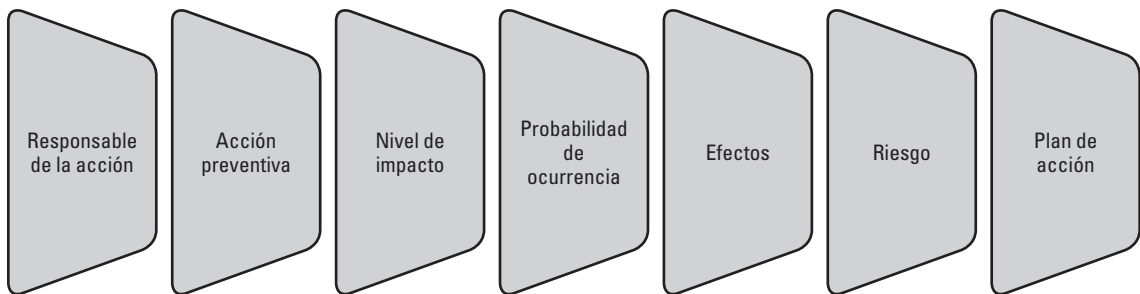 Responsable
de la acción
Acción
preventiva
Nivel de
impacto
Probabilidad
de
ocurrencia
Efectos
Riesgo
Plan de
acción